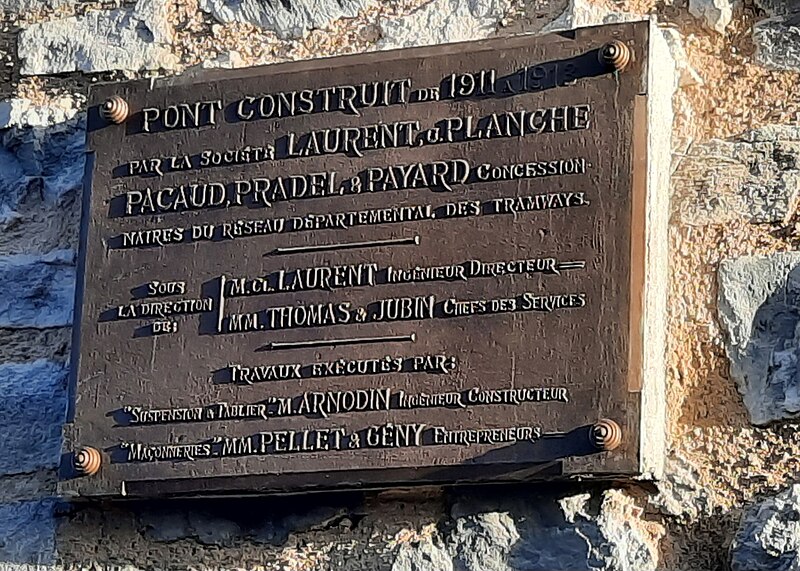 PONT CONSTRUIT DE 1911 A 1913
PAR LA SOCIÉTÉ LAURENT, J. PLANCHE
PACAUD, PRADEL, & PAYARD CONCESSION-
NAIRES DU RÉSEAU DÉPARTEMENTAL DES TRAMWAYS.
SOUS
LA DIRECTION
DE:
M. CL. LAURENT INGÉNIEUR DIRECTEUR
MM. THOMAS & JUBIN CHEFS DES SERVICES
TRAVAUX EXÉCUTÉS PAR:
"SUSPENSION & TABLIER". M. ARNODIN INGÉNIEUR CONSTRUCTEUR
"MAÇONNERIES". MM. PELLET & GÉNY ENTREPRENEURS